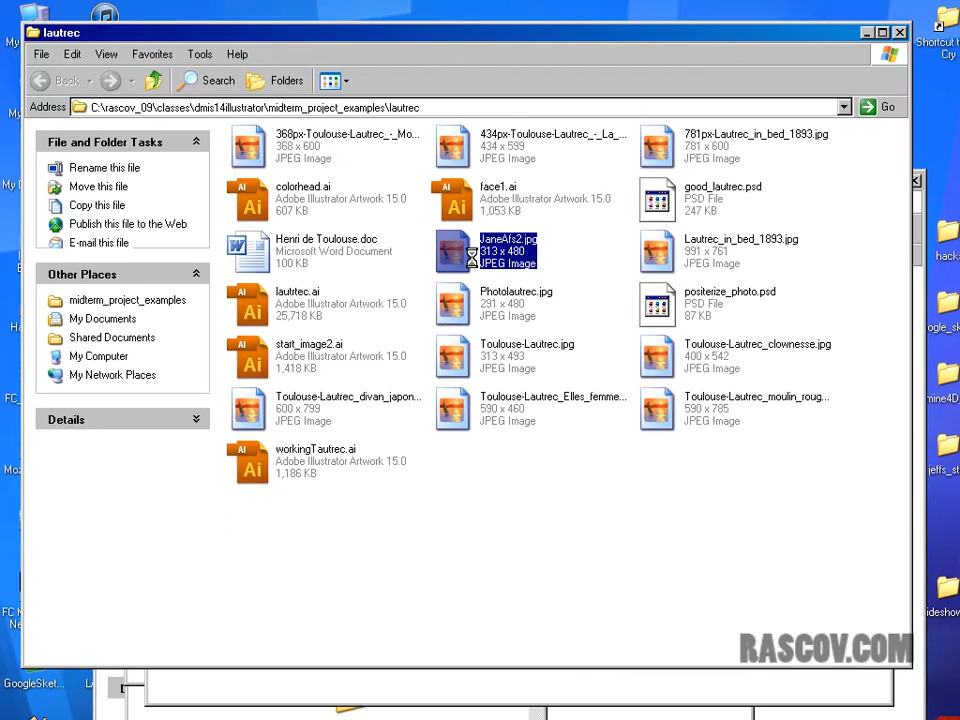 lautrec
File Edit View Favorites Tools Help
Back Search Folders
Address C:\rascov_09\classes\dmis14illustrator\midterm_project_examples\lautrec Go
File and Folder Tasks
Rename this file
Move this file
Copy this file
Publish this file to the Web
E-mail this file
Other Places
midterm_project_examples
My Documents
Shared Documents
My Computer
My Network Places
Details
368px-Toulouse-Lautrec_-_Mo...
368 x 600
JPEG Image
434px-Toulouse-Lautrec_-_La_...
434 x 599
JPEG Image
781px-Lautrec_in_bed_1893.jpg
781 x 600
JPEG Image
colorhead.ai
Adobe Illustrator Artwork 15.0
607 KB
face1.ai
Adobe Illustrator Artwork 15.0
1,053 KB
good_lautrec.psd
PSD File
247 KB
Henri de Toulouse.doc
Microsoft Word Document
100 KB
JaneAfs2.jpg
313 x 480
JPEG Image
Lautrec_in_bed_1893.jpg
991 x 761
JPEG Image
lautrtec.ai
Adobe Illustrator Artwork 15.0
25,718 KB
Photolautrec.jpg
291 x 480
JPEG Image
positerize_photo.psd
PSD File
87 KB
start_image2.ai
Adobe Illustrator Artwork 15.0
1,418 KB
Toulouse-Lautrec.jpg
313 x 493
JPEG Image
Toulouse-Lautrec_clownesse.jpg
400 x 542
JPEG Image
Toulouse-Lautrec_divan_japon...
600 x 799
JPEG Image
Toulouse-Lautrec_Elles_femme...
590 x 460
JPEG Image
Toulouse-Lautrec_moulin_roug...
590 x 785
JPEG Image
workingTautrec.ai
Adobe Illustrator Artwork 15.0
1,186 KB
Shortcut t
Cry
hack
RASCOV.COM
GoogleSket...